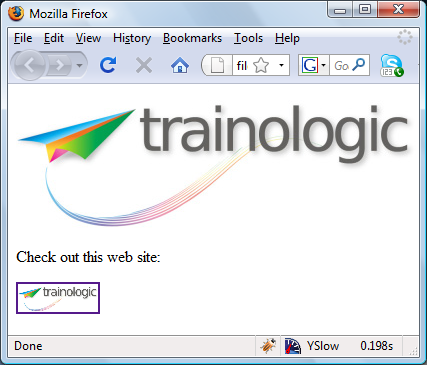 Mozilla Firefox
File Edit View History Bookmarks Tools Help
fil G Go
123
trainologic
Check out this web site:
trainologic
Done YSlow 0.198s